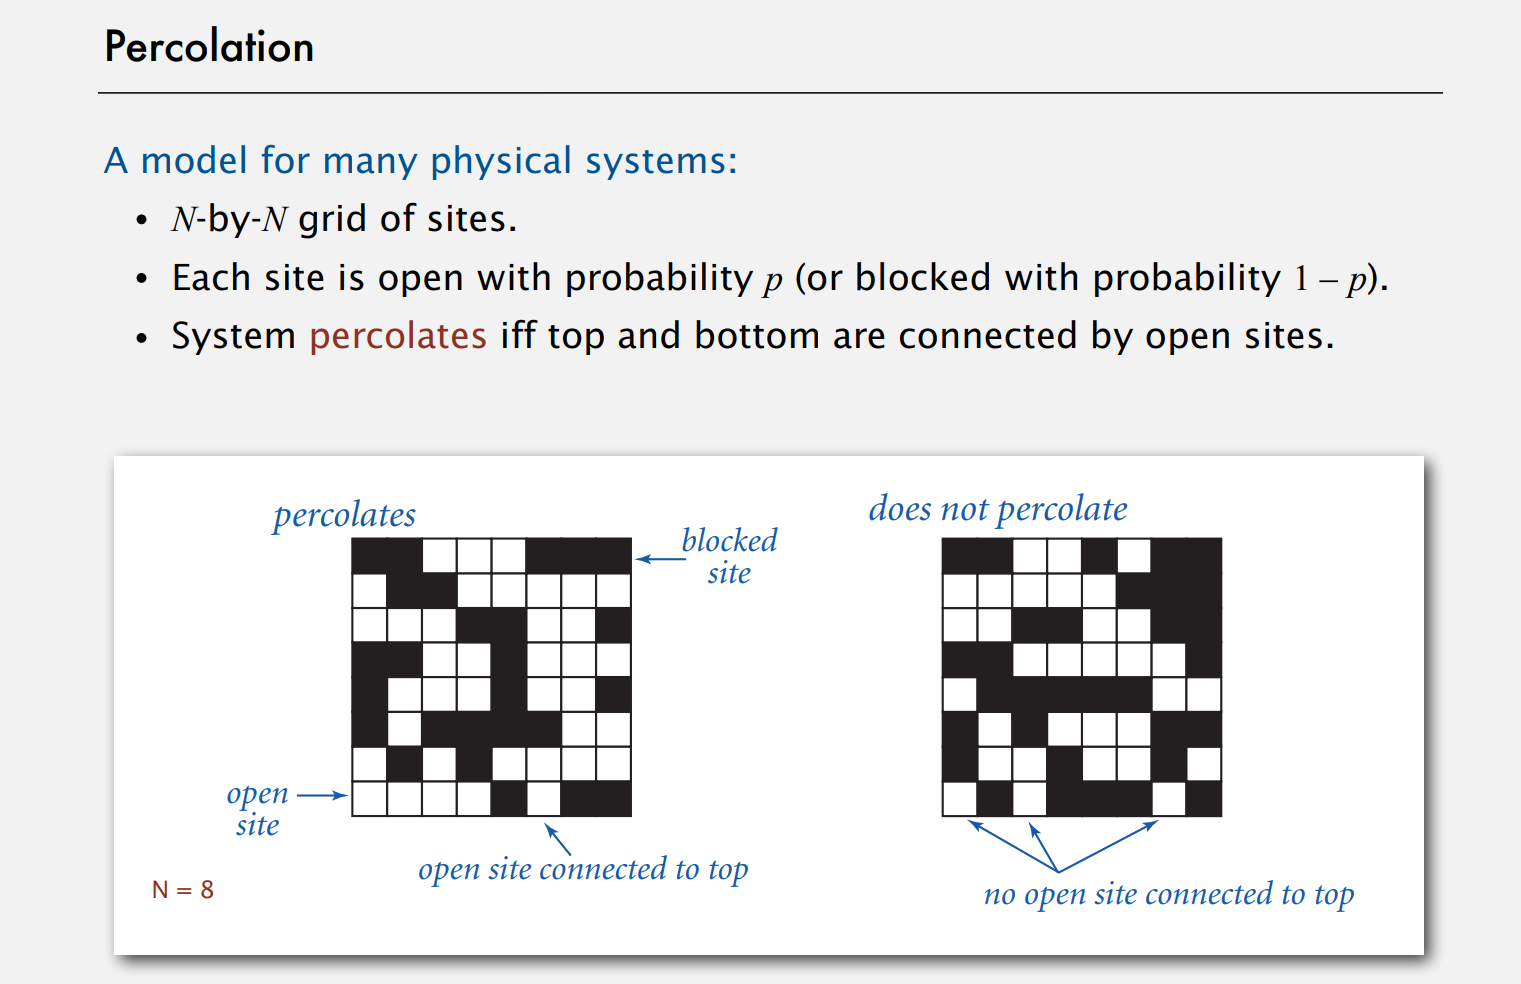 Percolation
A model for many physical systems:
• N-by-N grid of sites.
• Each site is open with probability p (or blocked with probability 1 – p).
• System percolates iff top and bottom are connected by open sites.
percolates
does not percolate
blocked
site
open
site
open site connected to top
no open site connected to top
N = 8